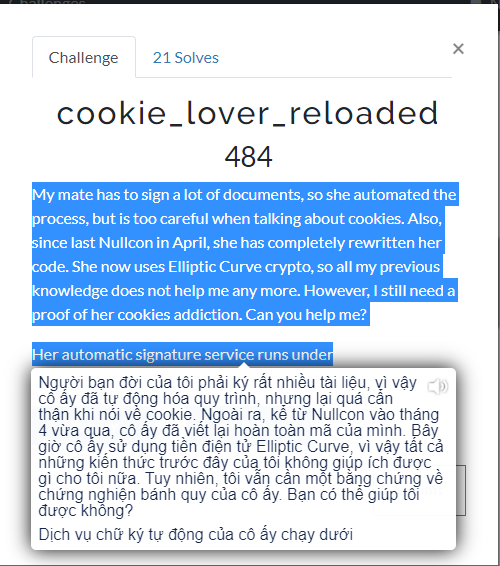 Challenges
Challenge
21 Solves
×
cookie_lover_reloaded
484
My mate has to sign a lot of documents, so she automated the
process, but is too careful when talking about cookies. Also,
since last Nullcon in April, she has completely rewritten her
code. She now uses Elliptic Curve crypto, so all my previous
knowledge does not help me any more. However, I still need a
proof of her cookies addiction. Can you help me?
Her automatic signature service runs under
Người bạn đời của tôi phải ký rất nhiều tài liệu, vì vậy
cô ấy đã tự động hóa quy trình, nhưng lại quá cẩn
thận khi nói về cookie. Ngoài ra, kể từ Nullcon vào tháng
4 vừa qua, cô ấy đã viết lại hoàn toàn mã của mình. Bây
giờ cô ấy sử dụng tiền điện tử Elliptic Curve, vì vậy tất cả
những kiến thức trước đây của tôi không giúp ích được
gì cho tôi nữa. Tuy nhiên, tôi vẫn cần một bằng chứng về
chứng nghiện bánh quy của cô ấy. Bạn có thể giúp tôi
được không?
Dịch vụ chữ ký tự động của cô ấy chạy dưới